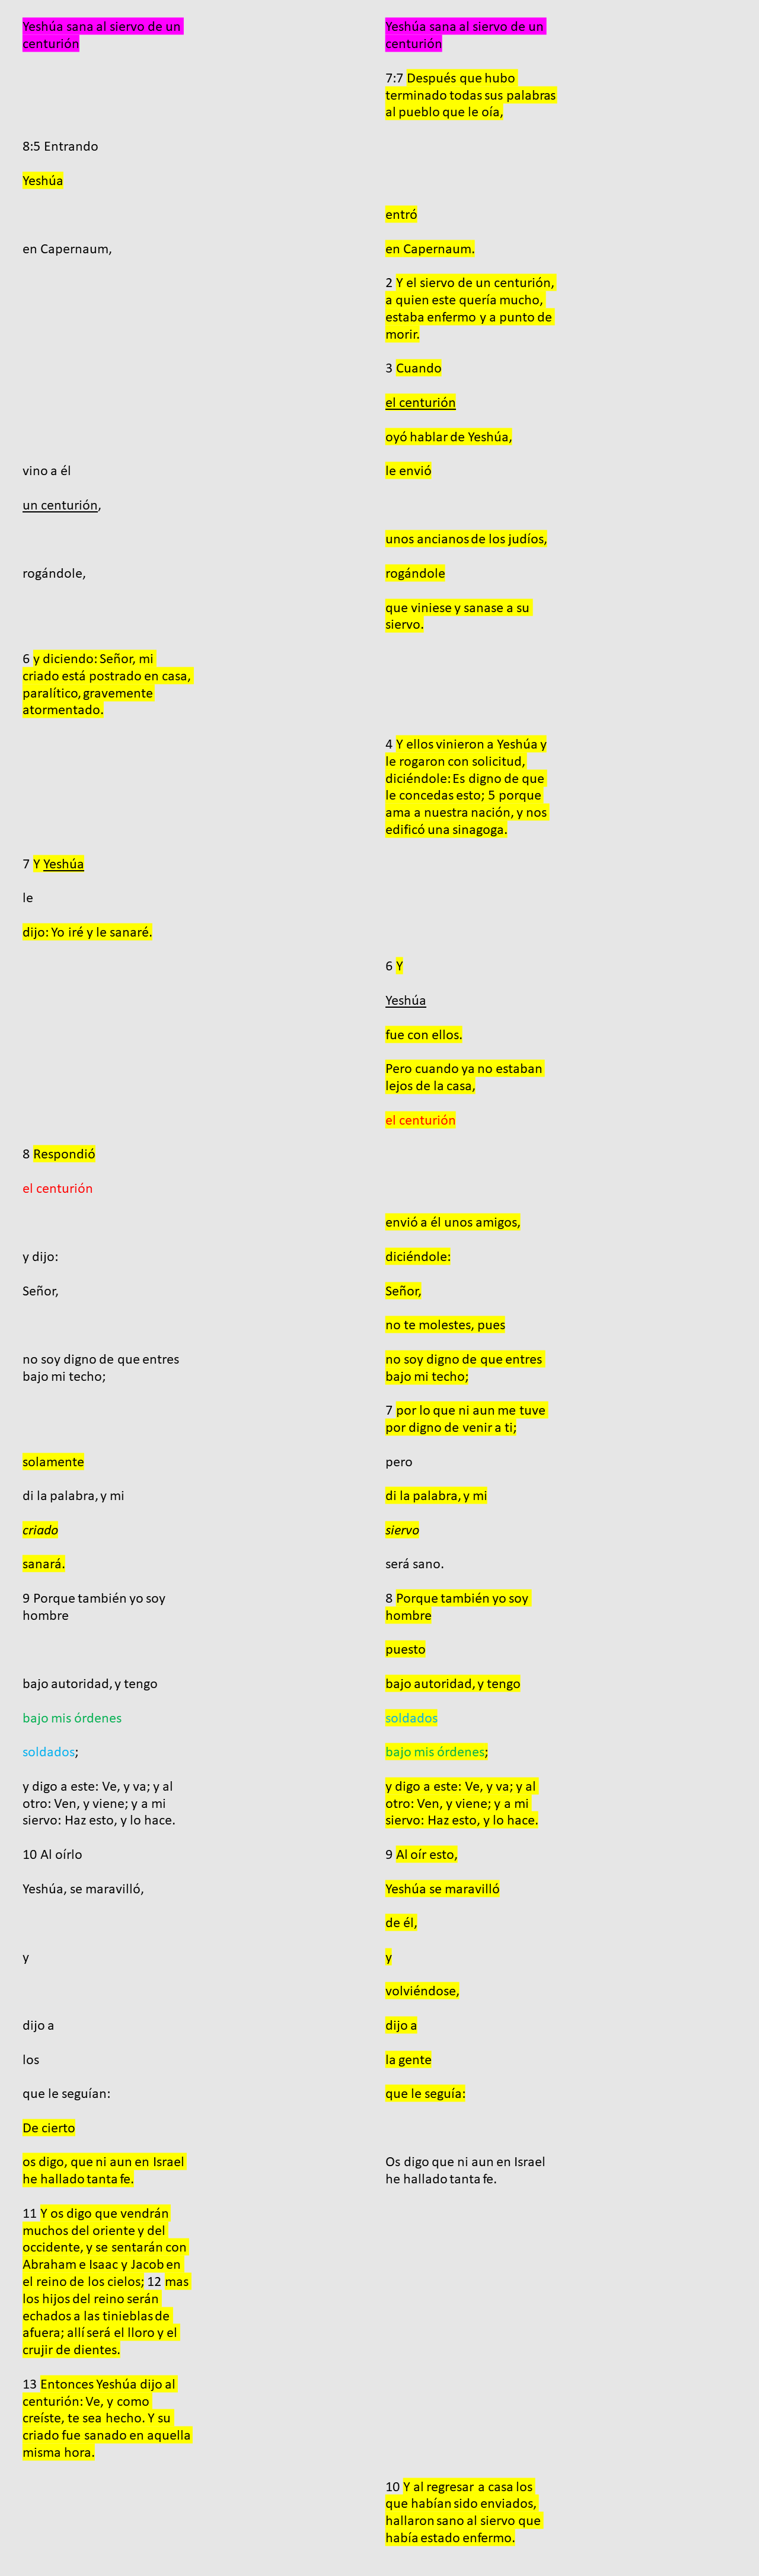 Yeshúa sana al siervo de un
centurión
8:5 Entrando
Yeshúa
en Capernaum,
vino a él
un centurión,
rogándole,
6 y diciendo: Señor, mi
criado está postrado en casa,
paralítico, gravemente
atormentado.
7 Y Yeshúa
le
dijo: Yo iré y le sanaré.
8 Respondió
el centurión
y dijo:
Señor,
no soy digno de que entres
bajo mi techo;
solamente
di la palabra, y mi
criado
sanará.
9 Porque también yo soy
hombre
bajo autoridad, y tengo
bajo mis órdenes
soldados;
y digo a este: Ve, y va; y al
otro: Ven, y viene; y a mi
siervo: Haz esto, y lo hace.
10 Al oírlo
Yeshúa, se maravilló,
y
dijo a
los
que le seguían:
De cierto
os digo, que ni aun en Israel
he hallado tanta fe.
11 Y os digo que vendrán
muchos del oriente y del
occidente, y se sentarán con
Abraham e Isaac y Jacob en
el reino de los cielos; 12 mas
los hijos del reino serán
echados a las tinieblas de
afuera; allí será el lloro y el
crujir de dientes.
13 Entonces Yeshúa dijo al
centurión: Ve, y como
creíste, te sea hecho. Y su
criado fue sanado en aquella
misma hora.
Yeshúa sana al siervo de un
centurión
7:7 Después que hubo
terminado todas sus palabras
al pueblo que le oía,
entró
en Capernaum.
2 Y el siervo de un centurión,
a quien este quería mucho,
estaba enfermo y a punto de
morir.
3 Cuando
el centurión
oyó hablar de Yeshúa,
le envió
unos ancianos de los judíos,
rogándole
que viniese y sanase a su
siervo.
4 Y ellos vinieron a Yeshúa y
le rogaron con solicitud,
diciéndole: Es digno de que
le concedas esto; 5 porque
ama a nuestra nación, y nos
edificó una sinagoga.
6 Y
Yeshúa
fue con ellos.
Pero cuando ya no estaban
lejos de la casa,
el centurión
envió a él unos amigos,
diciéndole:
Señor,
no te molestes, pues
no soy digno de que entres
bajo mi techo;
7 por lo que ni aun me tuve
por digno de venir a ti;
pero
di la palabra, y mi
siervo
será sano.
8 Porque también yo soy
hombre
puesto
bajo autoridad, y tengo
soldados
bajo mis órdenes;
y digo a este: Ve, y va; y al
otro: Ven, y viene; y a mi
siervo: Haz esto, y lo hace.
9 Al oír esto,
Yeshúa se maravilló
de él,
y
volviéndose,
dijo a
la gente
que le seguía:
Os digo que ni aun en Israel
he hallado tanta fe.
10 Y al regresar a casa los
que habían sido enviados,
hallaron sano al siervo que
había estado enfermo.